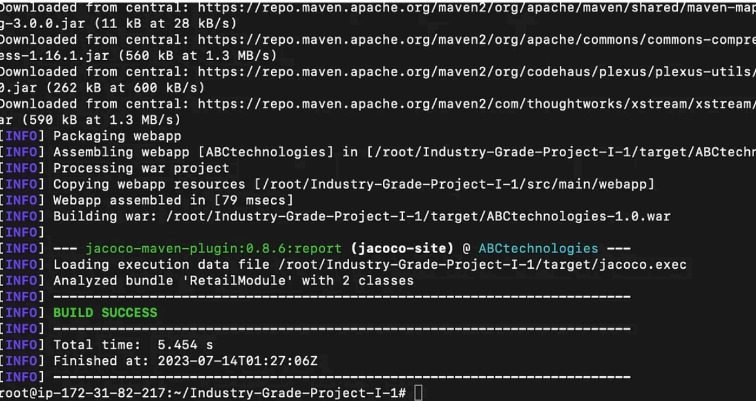 Downloaded from central: https://repo.maven.apache.org/maven2/org/apache/maven/shared/maven-map
g-3.0.0.jar (11 kB at 28 kB/s)
Downloaded from central: https://repo.maven.apache.org/maven2/org/apache/commons/commons-compre
ess-1.16.1.jar (560 kB at 1.3 MB/s)
Downloaded from central: https://repo.maven.apache.org/maven2/org/codehaus/plexus/plexus-utils/
0.jar (262 kB at 600 kB/s)
Downloaded from central: https://repo.maven.apache.org/maven2/com/thoughtworks/xstream/xstream/
ar (590 kB at 1.3 MB/s)
[INFO] Packaging webapp
[INFO] Assembling webapp [ABCtechnologies] in [/root/Industry-Grade-Project-I-1/target/ABCtechn
[INFO] Processing war project
[INFO] Copying webapp resources [/root/Industry-Grade-Project-I-1/src/main/webapp]
[INFO] Webapp assembled in [79 msecs]
[INFO] Building war: /root/Industry-Grade-Project-I-1/target/ABCtechnologies-1.0.war
[INFO]
[INFO] --- jacoco-maven-plugin:0.8.6:report (jacoco-site) @ ABCtechnologies ---
[INFO] Loading execution data file /root/Industry-Grade-Project-I-1/target/jacoco.exec
[INFO] Analyzed bundle 'RetailModule' with 2 classes
[INFO] ------------------------------------------------------------------------
[INFO] BUILD SUCCESS
[INFO] ------------------------------------------------------------------------
[INFO] Total time:  5.454 s
[INFO] Finished at: 2023-07-14T01:27:06Z
[INFO] ------------------------------------------------------------------------
root@ip-172-31-82-217:~/Industry-Grade-Project-I-1#